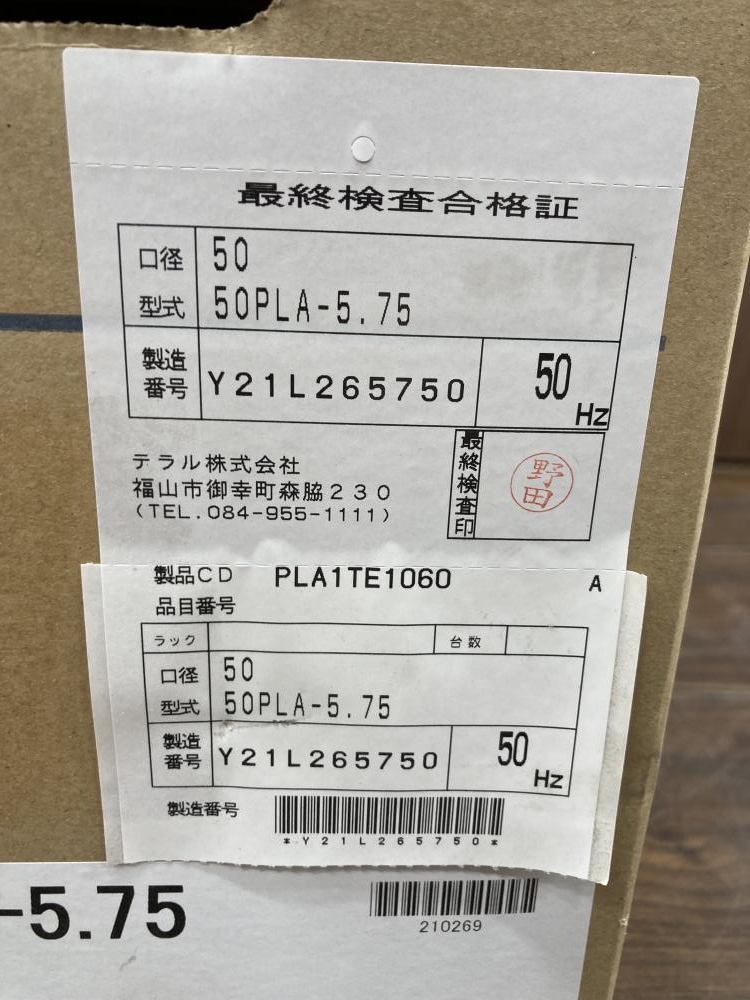 最終検査合格証
口径 50
型式 50PLA-5.75
製造番号 Y21L265750 50Hz
テラル株式会社
福山市御幸町森脇230
(TEL.084-955-1111)
最終検査印
野田
製品CD PLA1TE1060 A
品目番号
ラック 台数
口径 50
型式 50PLA-5.75
製造番号 Y21L265750 50Hz
製造番号
*Y21L265750*
-5.75
210269